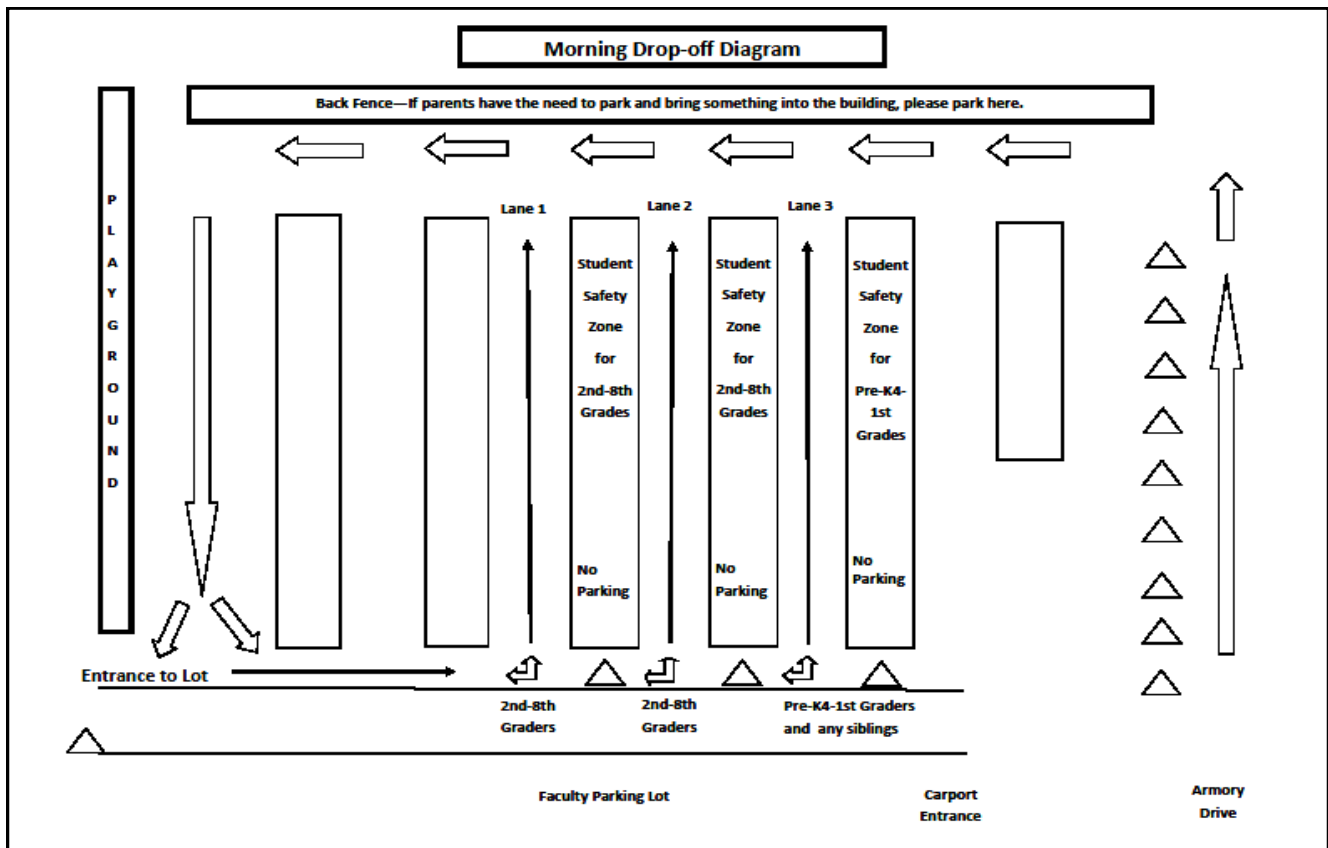 Morning Drop-off Diagram
Back Fence—If parents have the need to park and bring something into the building, please park here.
P
L
A
Y
G
R
O
U
N
D
Lane 1
Lane 2
Lane 3
Student
Safety
Zone
for
2nd-8th
Grades
No
Parking
Student
Safety
Zone
for
2nd-8th
Grades
No
Parking
Student
Safety
Zone
for
Pre-K4-
1st
Grades
No
Parking
Entrance to Lot
2nd-8th
Graders
2nd-8th
Graders
Pre-K4-1st Graders
and any siblings
Faculty Parking Lot
Carport
Entrance
Armory
Drive